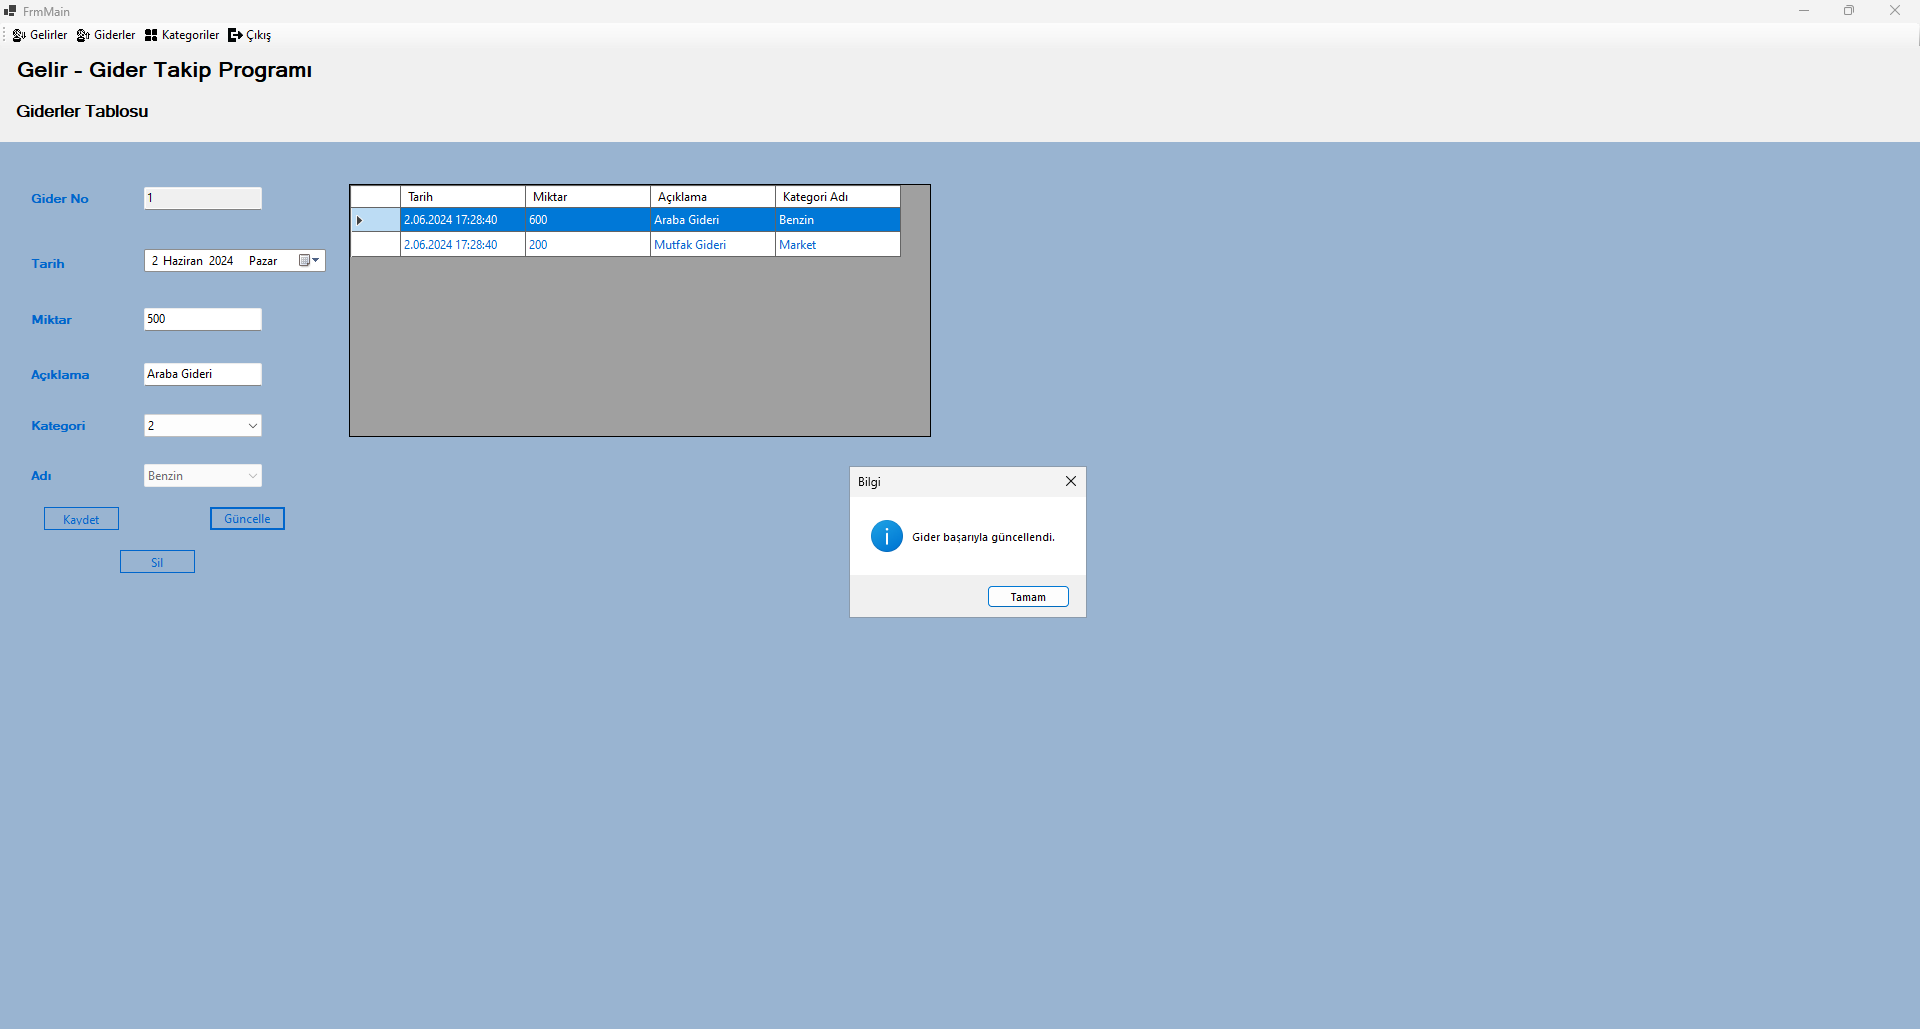 FrmMain
Gelirler Giderler Kategoriler Çıkış
Gelir - Gider Takip Programı
Giderler Tablosu
Gider No 1
Tarih 2 Haziran 2024 Pazar
Miktar 500
Açıklama Araba Gideri
Kategori 2
Adı Benzin
Kaydet Güncelle
Sil
Tarih Miktar Açıklama Kategori Adı
2.06.2024 17:28:40 600 Araba Gideri Benzin
2.06.2024 17:28:40 200 Mutfak Gideri Market
Bilgi
Gider başarıyla güncellendi.
Tamam